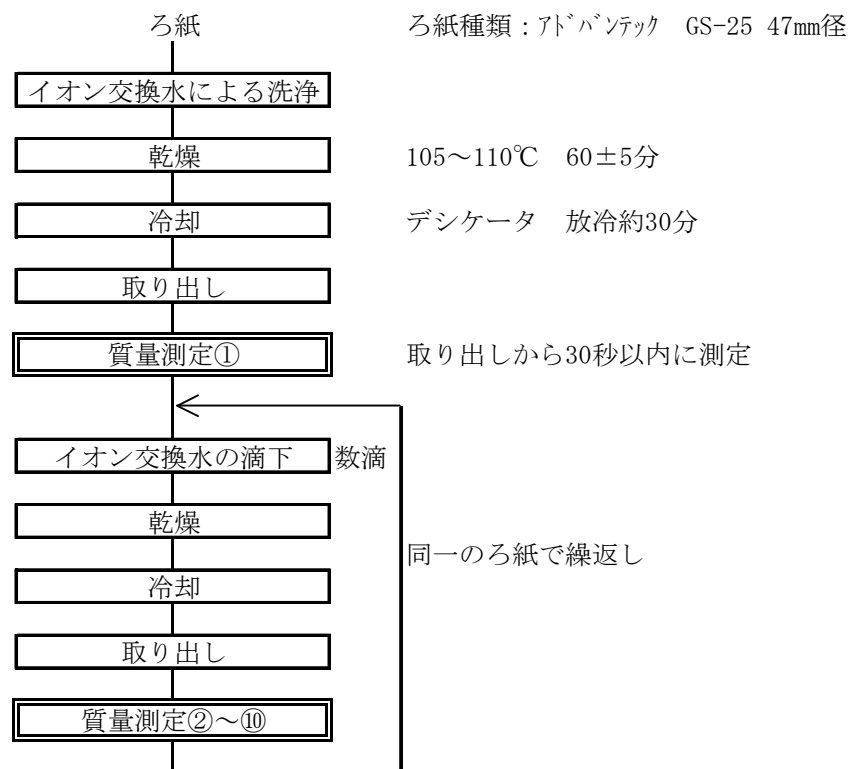 ろ紙 ろ紙種類：ｱﾄﾞﾊﾞﾝﾃｯｸ GS-25 47mm径
イオン交換水による洗浄
乾燥 105～110℃ 60±5分
冷却 デシケータ 放冷約30分
取り出し
質量測定① 取り出しから30秒以内に測定
イオン交換水の滴下 数滴
乾燥
同一のろ紙で繰返し
冷却
取り出し
質量測定②～⑩